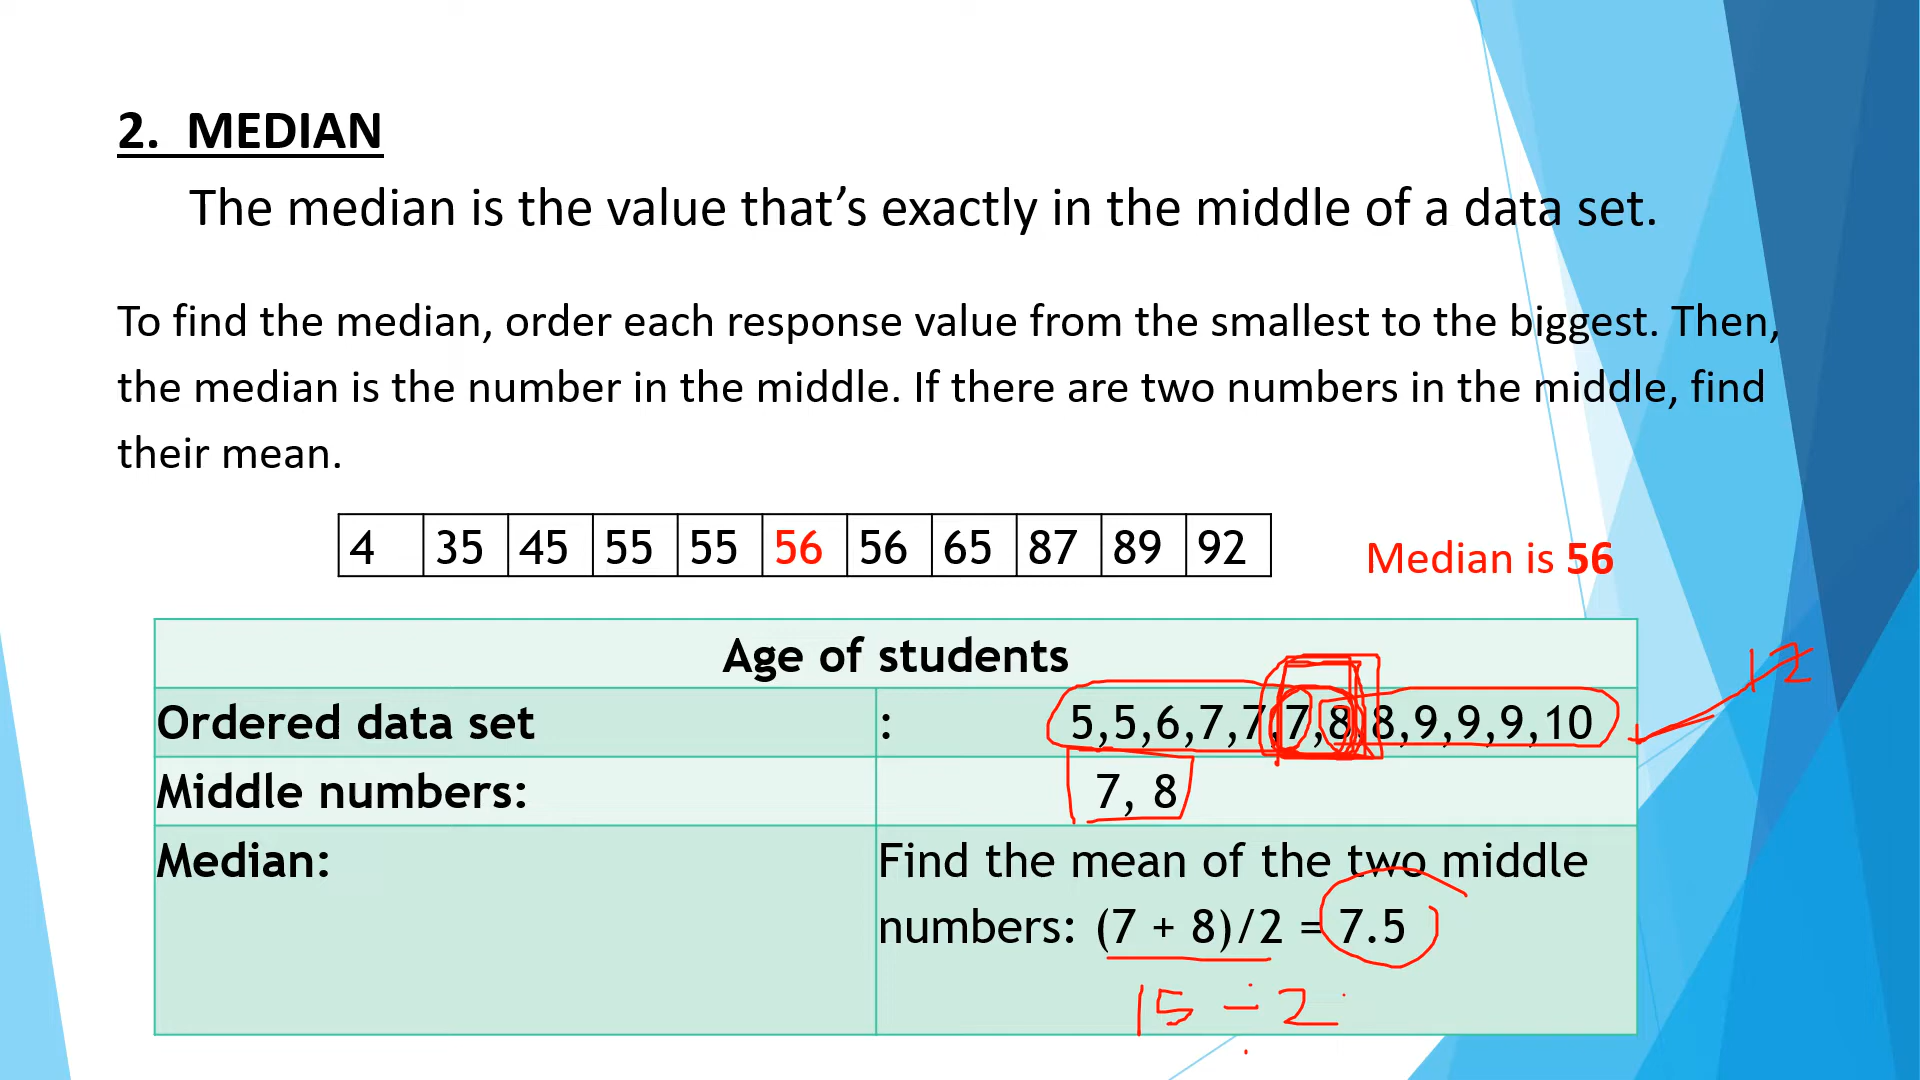 2. MEDIAN
The median is the value that’s exactly in the middle of a data set.
To find the median, order each response value from the smallest to the biggest. Then,
the median is the number in the middle. If there are two numbers in the middle, find
their mean.
4 35 45 55 55 56 56 65 87 89 92
Median is 56
Age of students
12
Ordered data set : 5,5,6,7,7,7,8,8,9,9,9,10
Middle numbers: 7, 8
Median: Find the mean of the two middle
numbers: (7 + 8)/2 = 7.5
15 ÷ 2